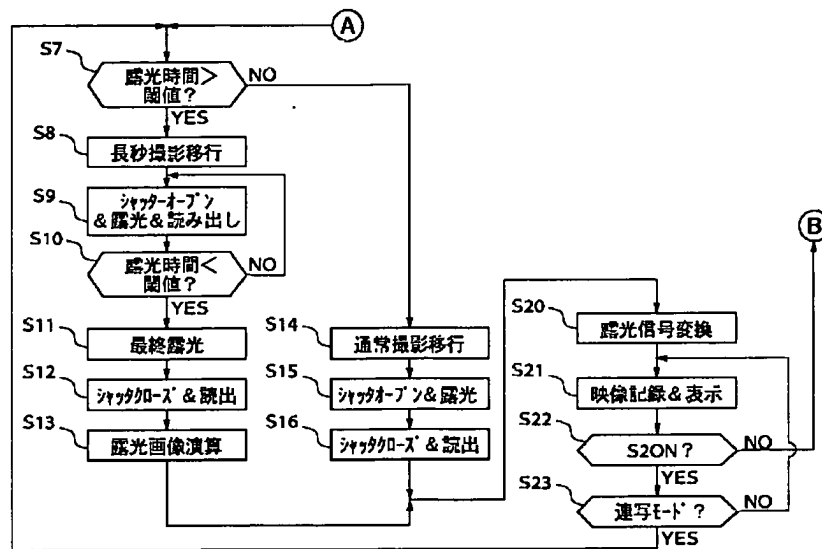 A
S7
露光時間>
閾値?
NO
YES
S8
長秒撮影移行
S9
シャッターオープン
&露光&読み出し
S10
露光時間<
閾値?
NO
YES
S11
最終露光
S12
シャッタクローズ&読出
S13
露光画像演算
S14
通常撮影移行
S15
シャッタオープン&露光
S16
シャッタクローズ&読出
B
S20
露光信号変換
S21
映像記録&表示
S22
S2ON?
NO
YES
S23
連写モード?
NO
YES